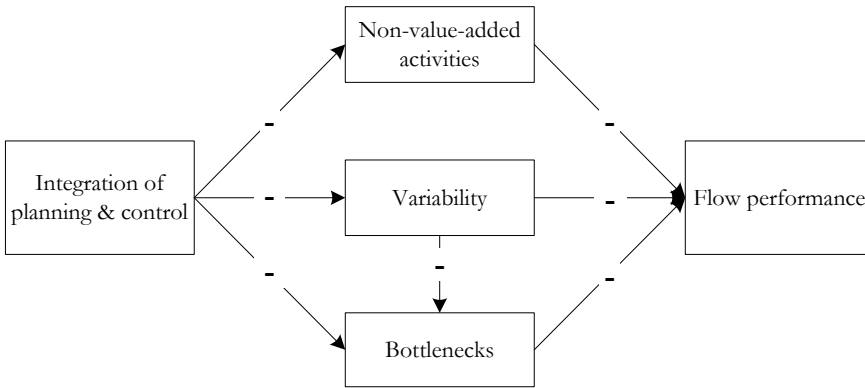 Non-value-added
activities
-
-
Integration of
planning & control
-
Variability
-
Flow performance
-
-
-
Bottlenecks